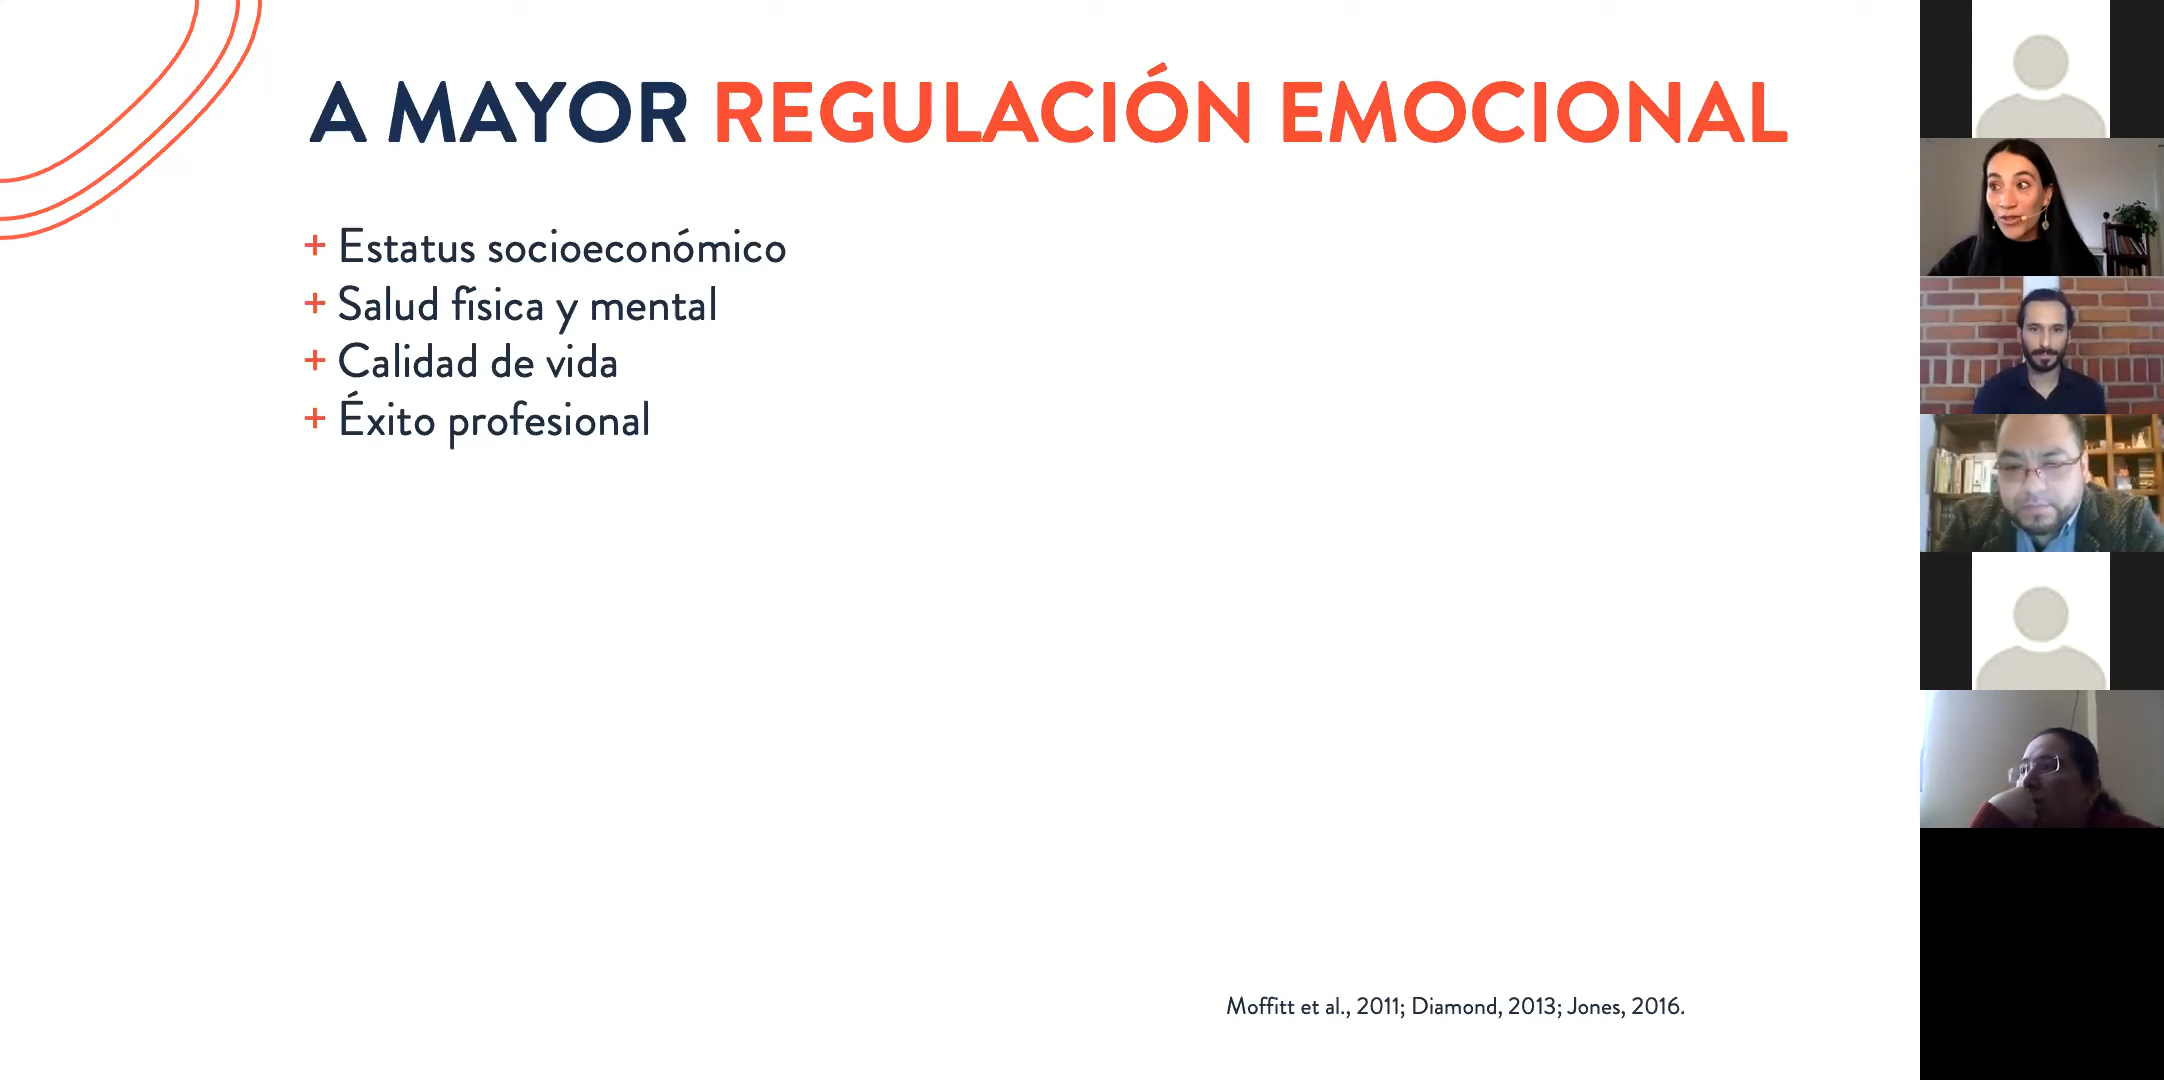 A MAYOR REGULACIÓN EMOCIONAL
+ Estatus socioeconómico
+ Salud física y mental
+ Calidad de vida
+ Éxito profesional
Moffitt et al., 2011; Diamond, 2013; Jones, 2016.